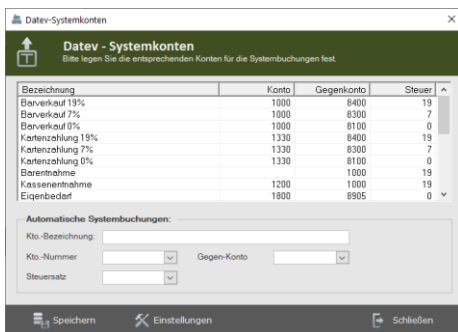 Datev-Systemkonten
Datev - Systemkonten
Bitte legen Sie die entsprechenden Konten für die Systembuchungen fest.
Bezeichnung Konto Gegenkonto Steuer
Barverkauf 19% 1000 8400 19
Barverkauf 7% 1000 8300 7
Barverkauf 0% 1000 8100 0
Kartenzahlung 19% 1330 8400 19
Kartenzahlung 7% 1330 8300 7
Kartenzahlung 0% 1330 8100 0
Barentnahme 1000 19
Kassenentnahme 1200 1000 19
Eigenbedarf 1800 8905 0
Automatische Systembuchungen:
Kto.-Bezeichnung:
Kto.-Nummer Gegen-Konto
Steuersatz
Speichern Einstellungen Schließen